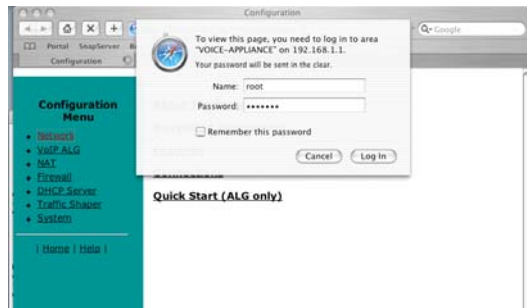 Configuration
Google
Portal SnapServer
Configuration
To view this page, you need to log in to area
"VOICE-APPLIANCE" on 192.168.1.1.
Your password will be sent in the clear.
Name: root
Password: •••••••
Remember this password
Cancel Log In
Configuration
Menu
Network
VoIP ALG
NAT
Firewall
DHCP Server
Traffic Shaper
System
| Home | Help |
Quick Start (ALG only)